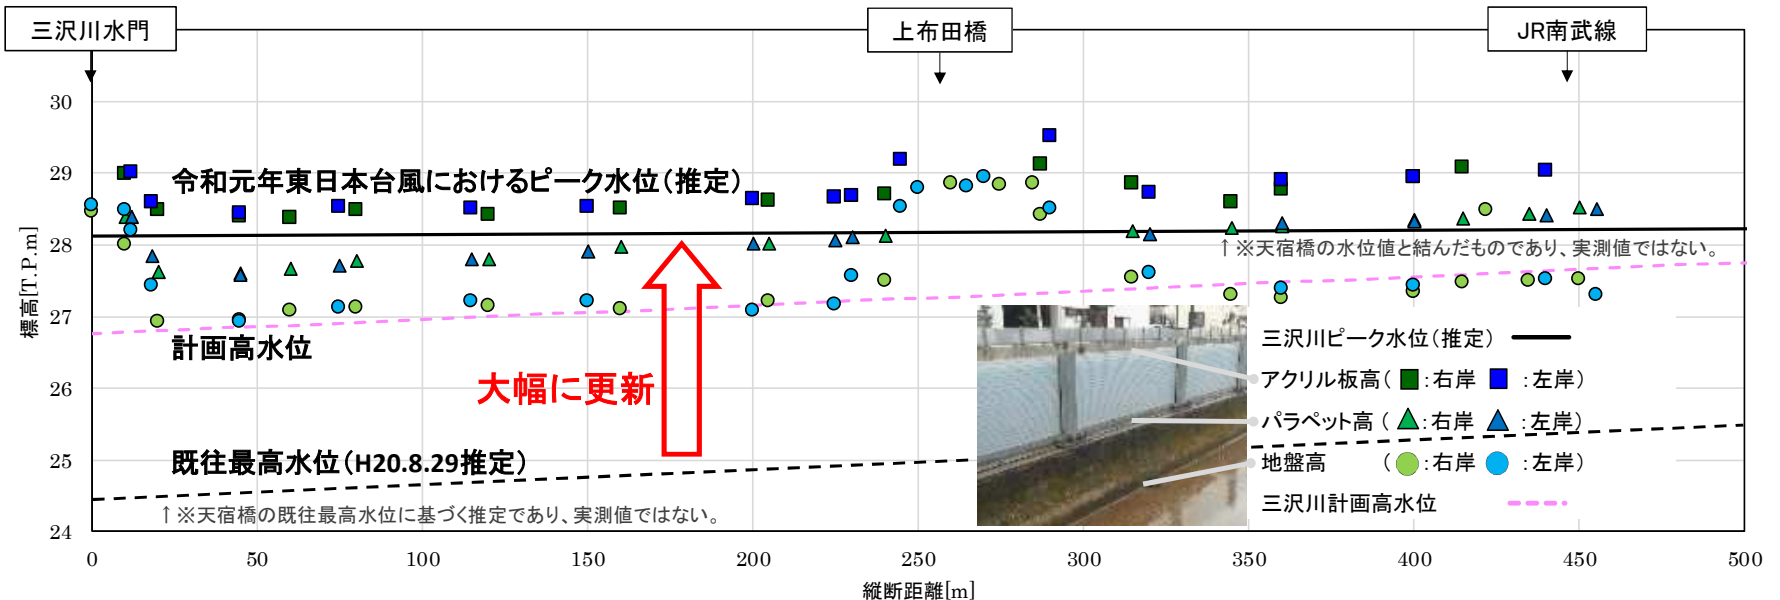 三沢川水門
上布田橋
JR南武線
30
29
28
27
26
25
24
標高[T.P.m]
令和元年東日本台風におけるピーク水位(推定)
↑※天宿橋の水位値と結んだものであり、実測値ではない。
計画高水位
大幅に更新
既往最高水位(H20.8.29推定)
↑※天宿橋の既往最高水位に基づく推定であり、実測値ではない。
三沢川ピーク水位(推定)
アクリル板高( :右岸 :左岸)
パラペット高( :右岸 :左岸)
地盤高 ( :右岸 :左岸)
三沢川計画高水位
0 50 100 150 200 250 300 350 400 450 500
縦断距離[m]